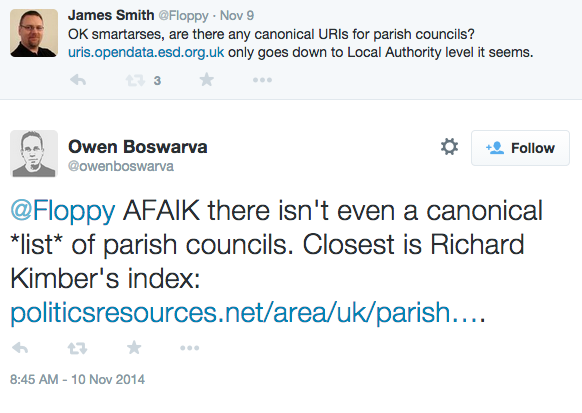 James Smith @Floppy · Nov 9
OK smartarses, are there any canonical URIs for parish councils?
uris.opendata.esd.org.uk only goes down to Local Authority level it seems.
3
Owen Boswarva
@owenboswarva
Follow
@Floppy AFAIK there isn't even a canonical
*list* of parish councils. Closest is Richard
Kimber's index:
politicsresources.net/area/uk/parish….
8:45 AM - 10 Nov 2014